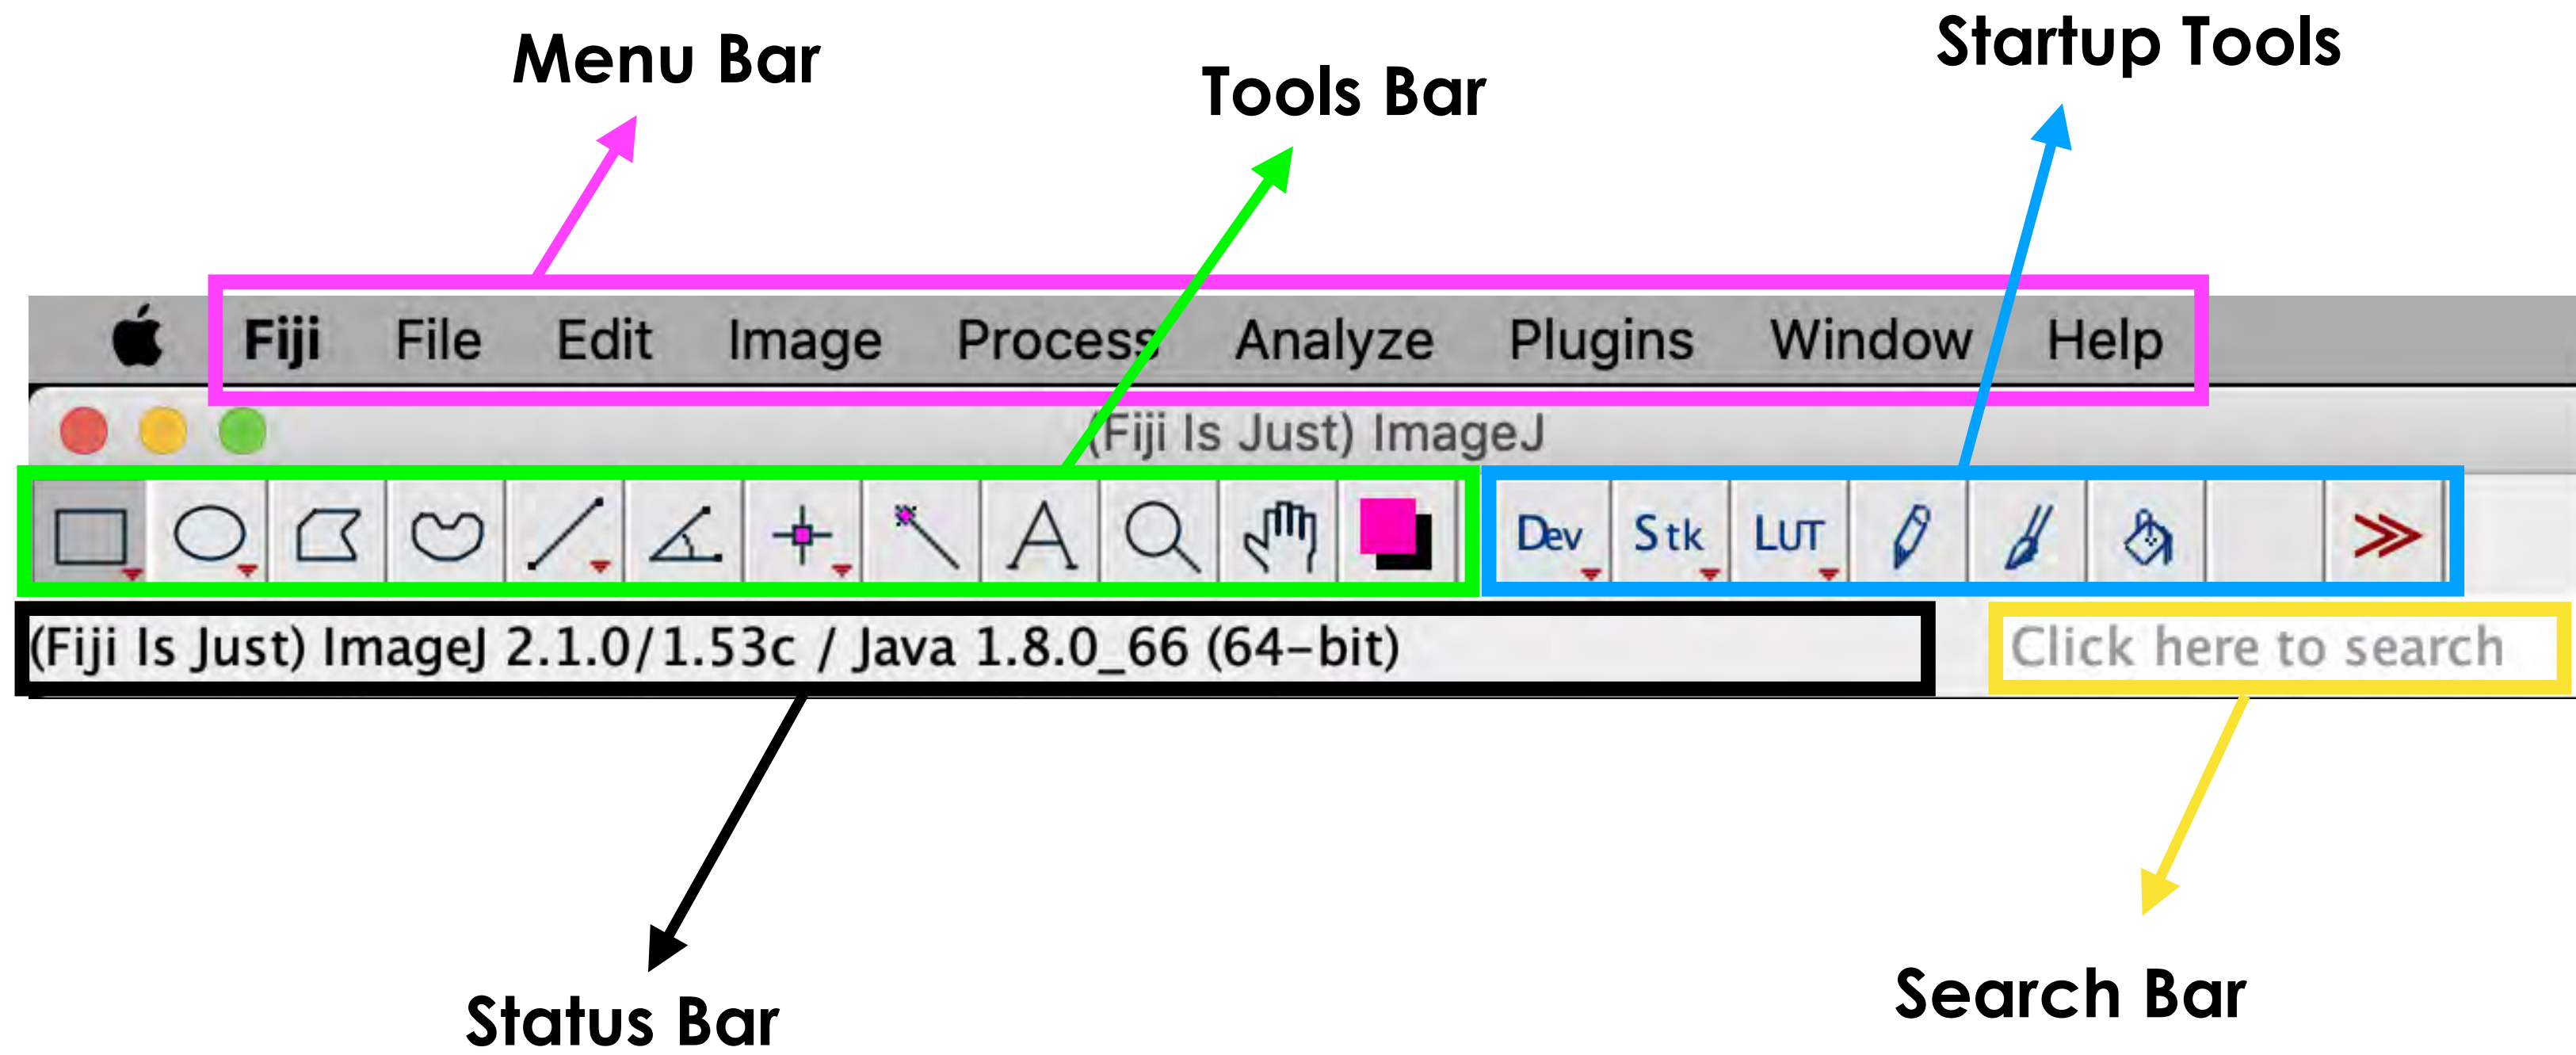 Startup Tools
Menu Bar
Tools Bar
Fiji File Edit Image Process Analyze Plugins Window Help
(Fiji Is Just) ImageJ
A Dev Stk LUT
(Fiji Is Just) ImageJ 2.1.0/1.53c / Java 1.8.0_66 (64-bit)
Click here to search
Search Bar
Status Bar